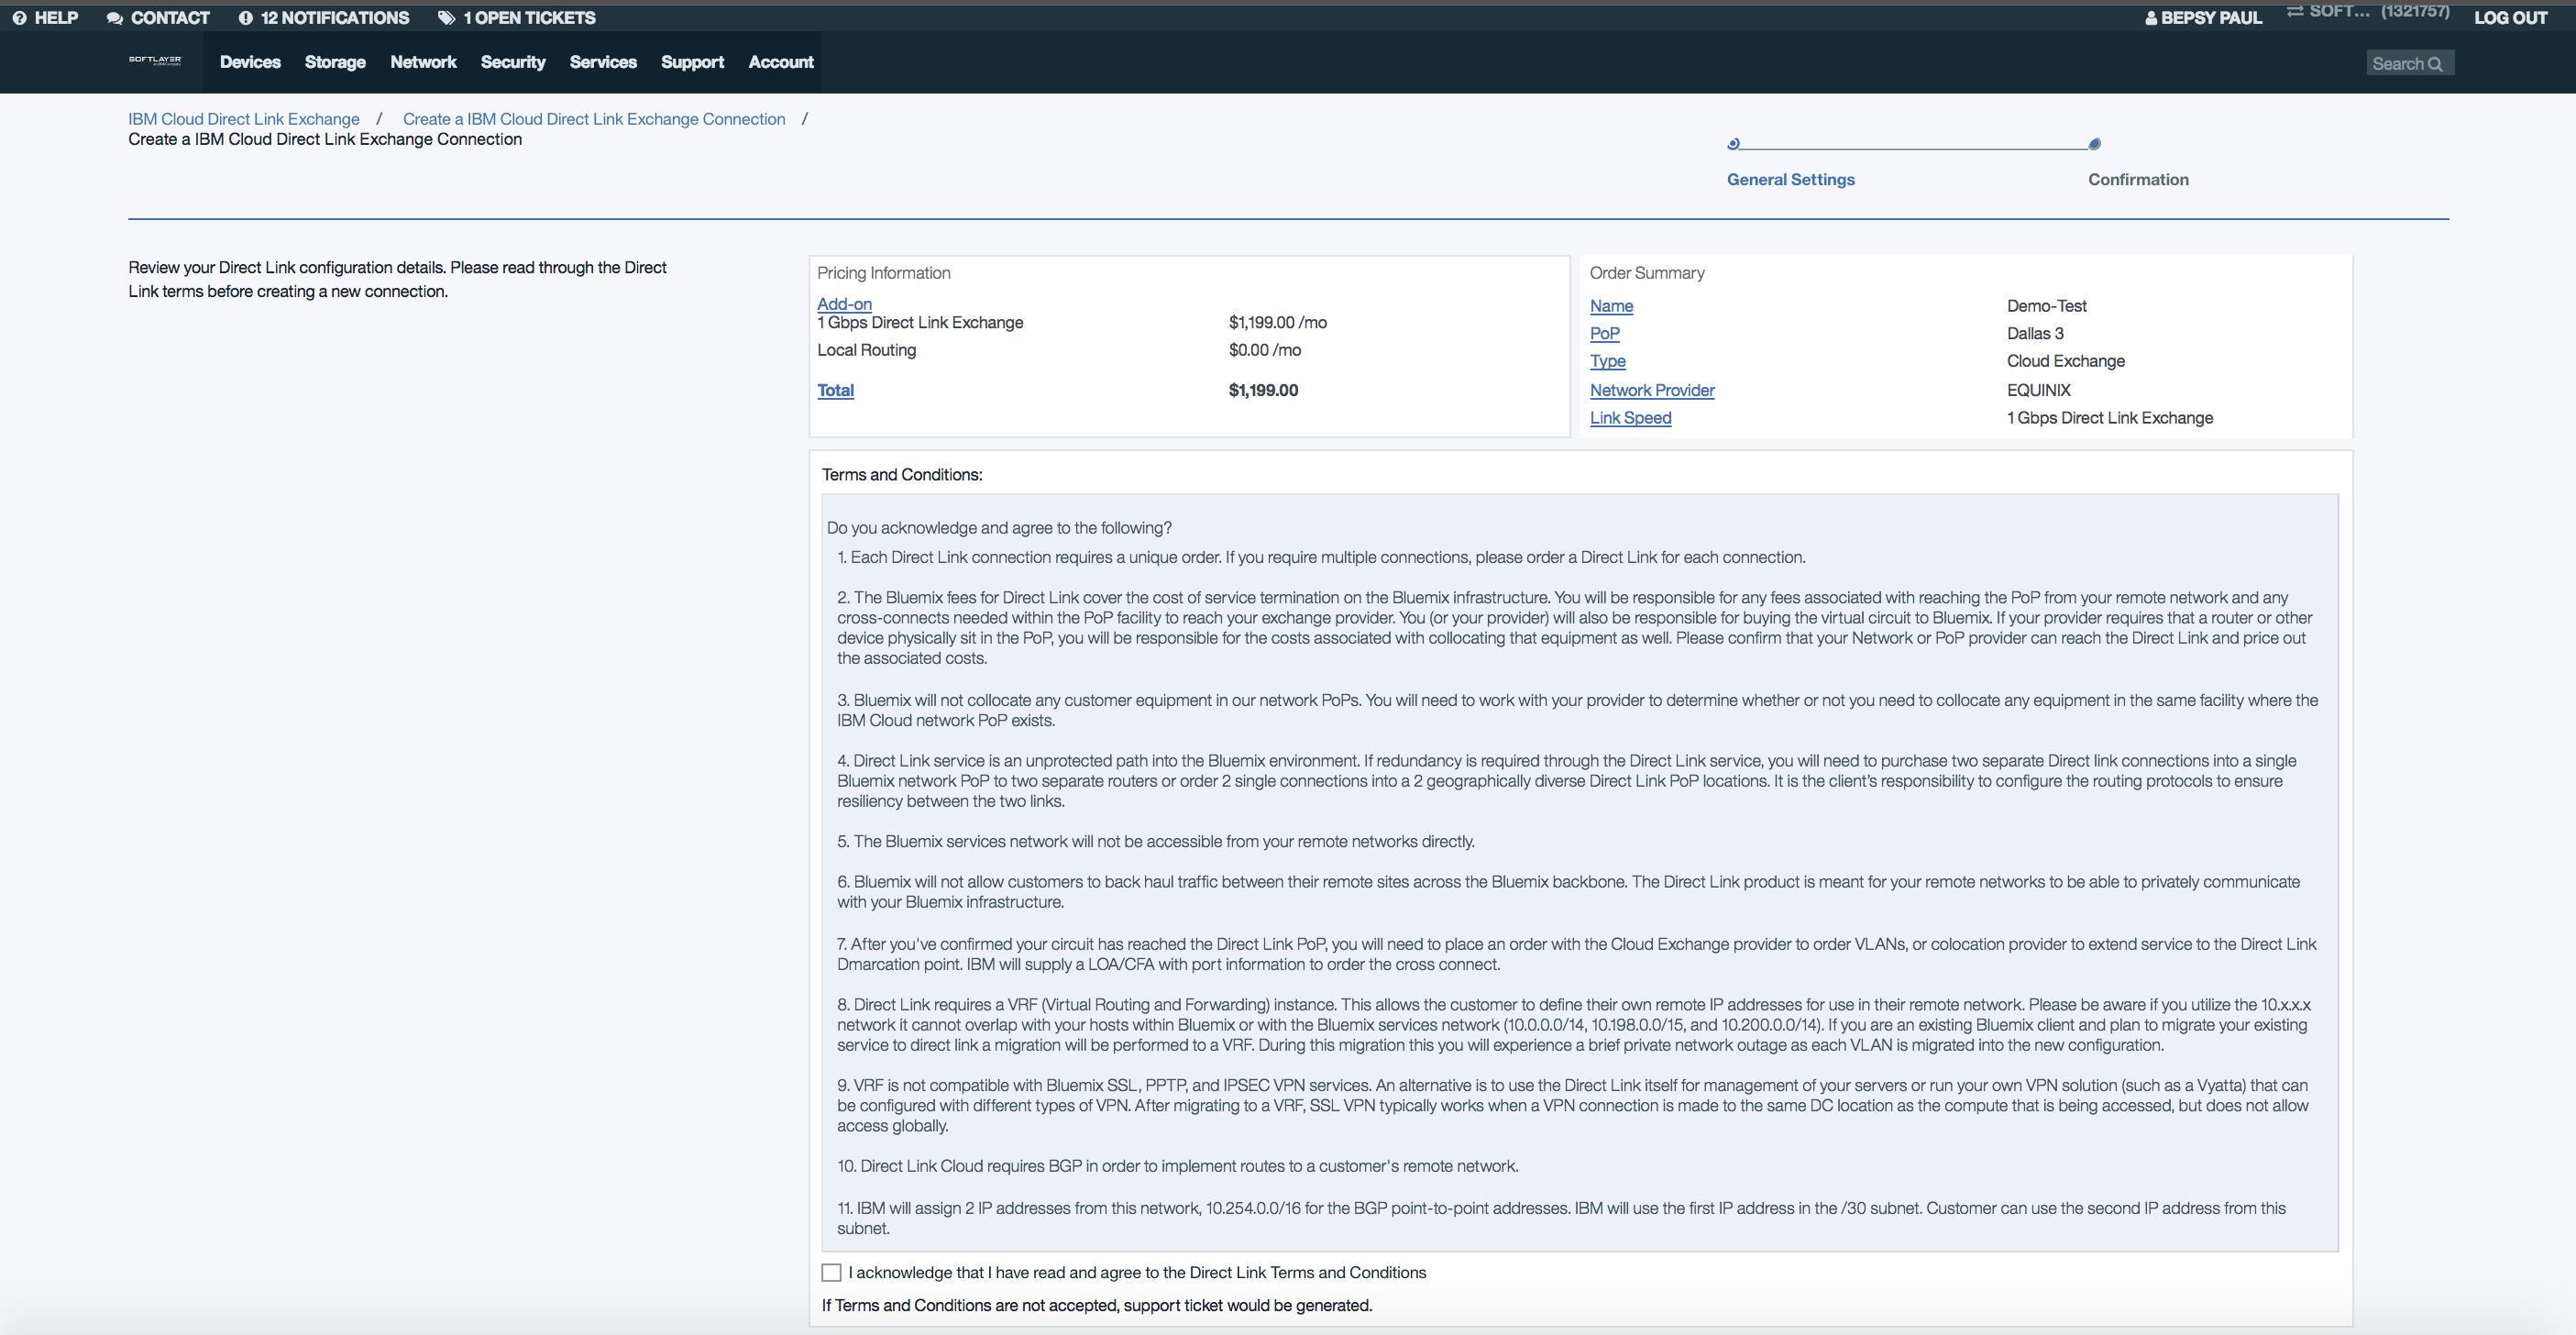 HELP CONTACT 12 NOTIFICATIONS 1 OPEN TICKETS BEPSY PAUL SOFT... (1321757) LOG OUT
SOFTLAYER Devices Storage Network Security Services Support Account Search
IBM Cloud Direct Link Exchange / Create a IBM Cloud Direct Link Exchange Connection /
Create a IBM Cloud Direct Link Exchange Connection
General Settings Confirmation
Review your Direct Link configuration details. Please read through the Direct
Link terms before creating a new connection.
Pricing Information
Add-on
1 Gbps Direct Link Exchange $1,199.00 /mo
Local Routing $0.00 /mo
Total $1,199.00
Order Summary
Name Demo-Test
PoP Dallas 3
Type Cloud Exchange
Network Provider EQUINIX
Link Speed 1 Gbps Direct Link Exchange
Terms and Conditions:
Do you acknowledge and agree to the following?
1. Each Direct Link connection requires a unique order. If you require multiple connections, please order a Direct Link for each connection.
2. The Bluemix fees for Direct Link cover the cost of service termination on the Bluemix infrastructure. You will be responsible for any fees associated with reaching the PoP from your remote network and any
cross-connects needed within the PoP facility to reach your exchange provider. You (or your provider) will also be responsible for buying the virtual circuit to Bluemix. If your provider requires that a router or other
device physically sit in the PoP, you will be responsible for the costs associated with collocating that equipment as well. Please confirm that your Network or PoP provider can reach the Direct Link and price out
the associated costs.
3. Bluemix will not collocate any customer equipment in our network PoPs. You will need to work with your provider to determine whether or not you need to collocate any equipment in the same facility where the
IBM Cloud network PoP exists.
4. Direct Link service is an unprotected path into the Bluemix environment. If redundancy is required through the Direct Link service, you will need to purchase two separate Direct link connections into a single
Bluemix network PoP to two separate routers or order 2 single connections into a 2 geographically diverse Direct Link PoP locations. It is the client's responsibility to configure the routing protocols to ensure
resiliency between the two links.
5. The Bluemix services network will not be accessible from your remote networks directly.
6. Bluemix will not allow customers to back haul traffic between their remote sites across the Bluemix backbone. The Direct Link product is meant for your remote networks to be able to privately communicate
with your Bluemix infrastructure.
7. After you've confirmed your circuit has reached the Direct Link PoP, you will need to place an order with the Cloud Exchange provider to order VLANs, or colocation provider to extend service to the Direct Link
Dmarcation point. IBM will supply a LOA/CFA with port information to order the cross connect.
8. Direct Link requires a VRF (Virtual Routing and Forwarding) instance. This allows the customer to define their own remote IP addresses for use in their remote network. Please be aware if you utilize the 10.x.x.x
network it cannot overlap with your hosts within Bluemix or with the Bluemix services network (10.0.0.0/14, 10.198.0.0/15, and 10.200.0.0/14). If you are an existing Bluemix client and plan to migrate your existing
service to direct link a migration will be performed to a VRF. During this migration this you will experience a brief private network outage as each VLAN is migrated into the new configuration.
9. VRF is not compatible with Bluemix SSL, PPTP, and IPSEC VPN services. An alternative is to use the Direct Link itself for management of your servers or run your own VPN solution (such as a Vyatta) that can
be configured with different types of VPN. After migrating to a VRF, SSL VPN typically works when a VPN connection is made to the same DC location as the compute that is being accessed, but does not allow
access globally.
10. Direct Link Cloud requires BGP in order to implement routes to a customer's remote network.
11. IBM will assign 2 IP addresses from this network, 10.254.0.0/16 for the BGP point-to-point addresses. IBM will use the first IP address in the /30 subnet. Customer can use the second IP address from this
subnet.
I acknowledge that I have read and agree to the Direct Link Terms and Conditions
If Terms and Conditions are not accepted, support ticket would be generated.